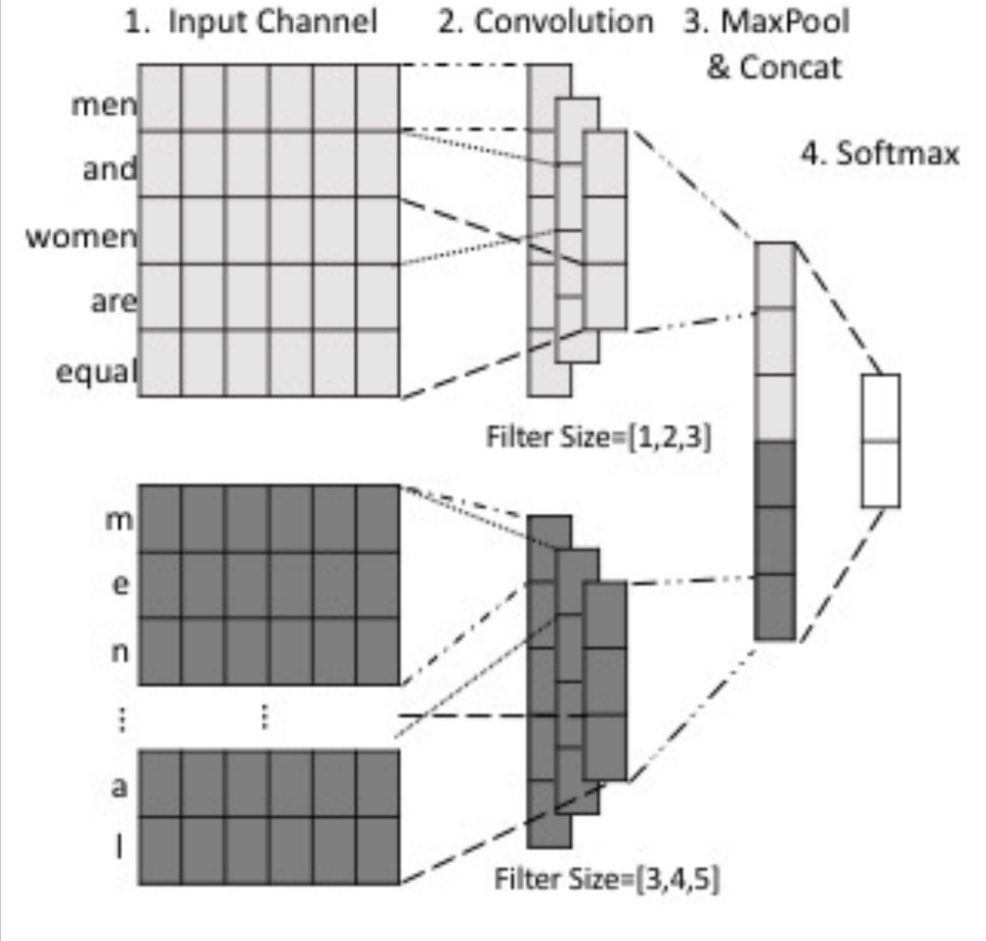 1. Input Channel
2. Convolution
3. MaxPool
& Concat
4. Softmax
men
and
women
are
equal
Filter Size=[1,2,3]
m
e
n
⋮ ⋮
a
l
Filter Size=[3,4,5]